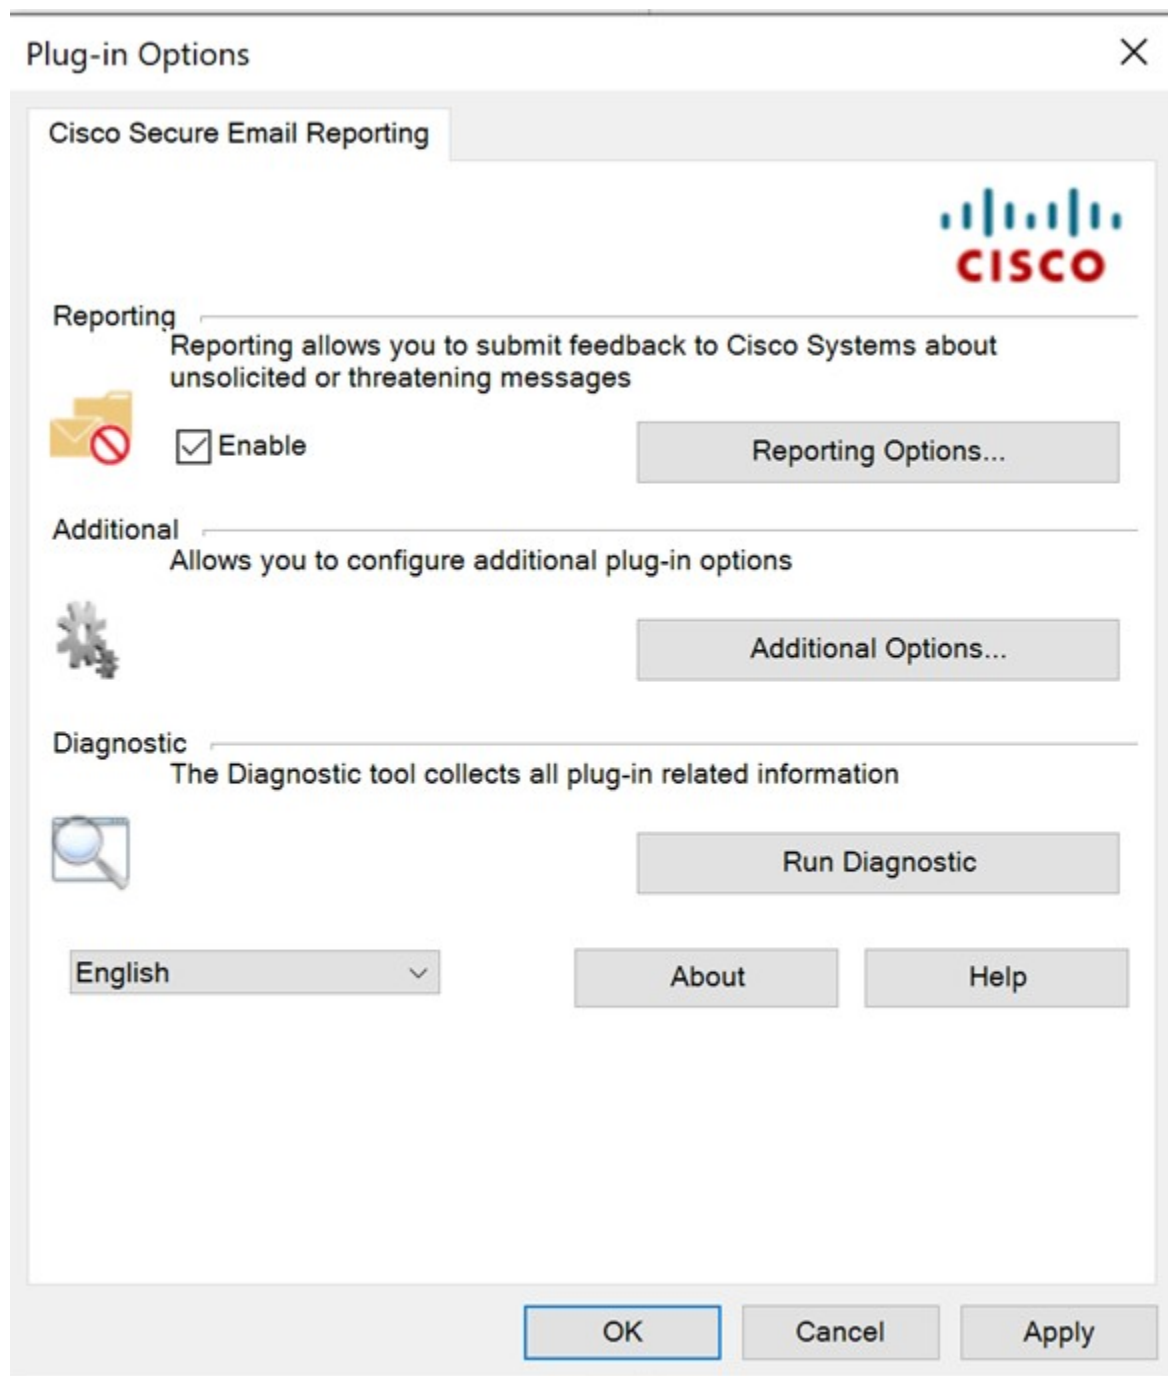 Plug-in Options
Cisco Secure Email Reporting
CISCO
Reporting
Reporting allows you to submit feedback to Cisco Systems about
unsolicited or threatening messages
Enable
Reporting Options...
Additional
Allows you to configure additional plug-in options
Additional Options...
Diagnostic
The Diagnostic tool collects all plug-in related information
Run Diagnostic
English
About
Help
OK
Cancel
Apply